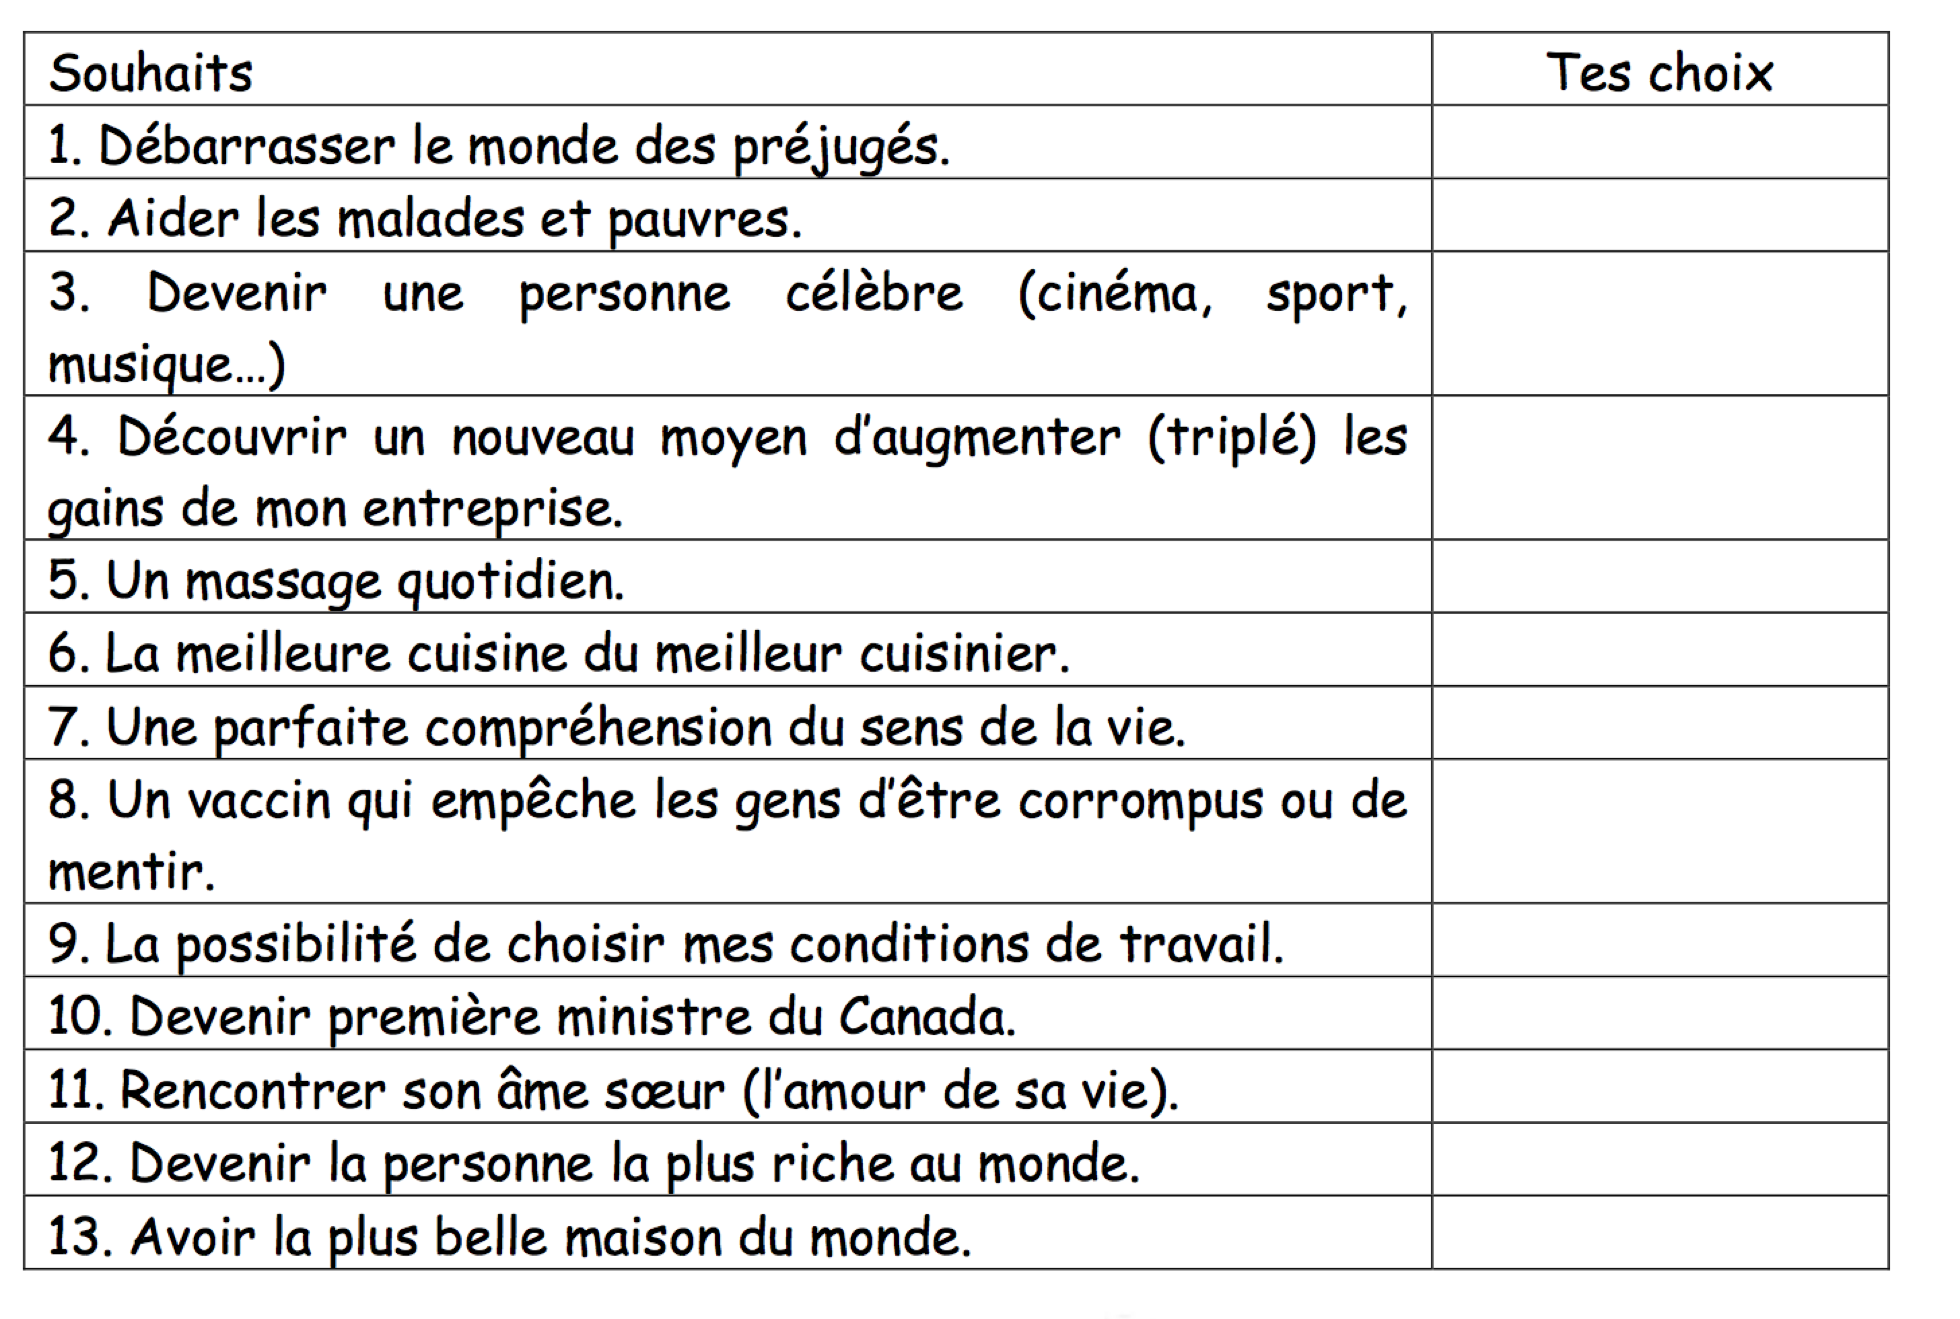 Souhaits
Tes choix
1. Débarrasser le monde des préjugés.
2. Aider les malades et pauvres.
3. Devenir une personne célèbre (cinéma, sport,
musique...)
4. Découvrir un nouveau moyen d'augmenter (triplé) les
gains de mon entreprise.
5. Un massage quotidien.
6. La meilleure cuisine du meilleur cuisinier.
7. Une parfaite compréhension du sens de la vie.
8. Un vaccin qui empêche les gens d'être corrompus ou de
mentir.
9. La possibilité de choisir mes conditions de travail.
10. Devenir première ministre du Canada.
11. Rencontrer son âme sœur (l'amour de sa vie).
12. Devenir la personne la plus riche au monde.
13. Avoir la plus belle maison du monde.